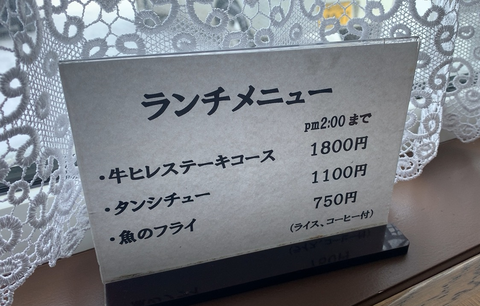 ランチメニュー
pm2:00まで
・牛ヒレステーキコース 1800円
・タンシチュー 1100円
・魚のフライ 750円
(ライス、コーヒー付)